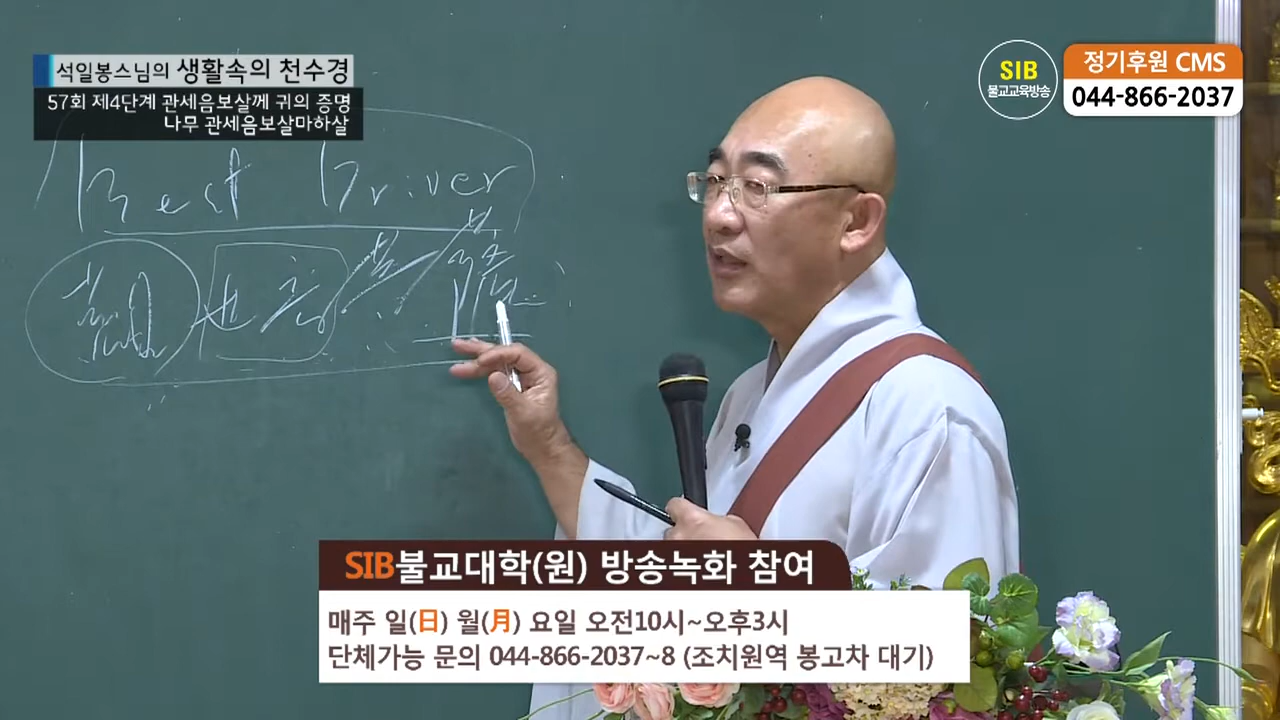 석일봉스님의 생활속의 천수경
57회 제4단계 관세음보살께 귀의 증명
나무 관세음보살마하살
SIB
불교교육방송
정기후원 CMS
044-866-2037
Best Driver
觀世音菩薩
SIB불교대학(원) 방송녹화 참여
매주 일(日) 월(月) 요일 오전10시~오후3시
단체가능 문의 044-866-2037~8 (조치원역 봉고차 대기)